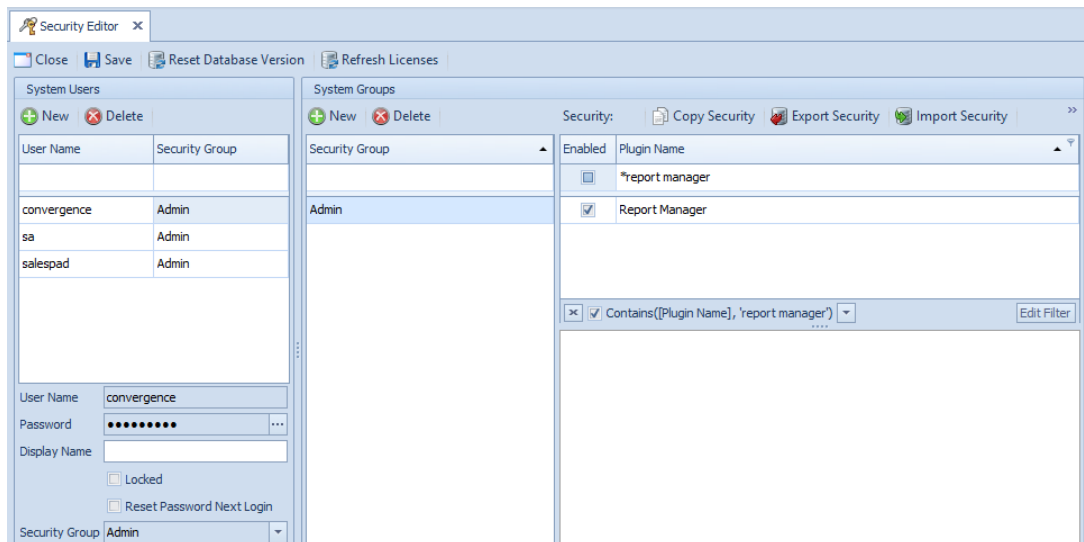 Security Editor
Close Save Reset Database Version Refresh Licenses
System Users
New Delete
User Name Security Group
convergence Admin
sa Admin
salespad Admin
User Name convergence
Password •••••••••
Display Name
Locked
Reset Password Next Login
Security Group Admin
System Groups
New Delete
Security Group
Admin
Security: Copy Security Export Security Import Security
Enabled Plugin Name
*report manager
Report Manager
Contains([Plugin Name], 'report manager') Edit Filter